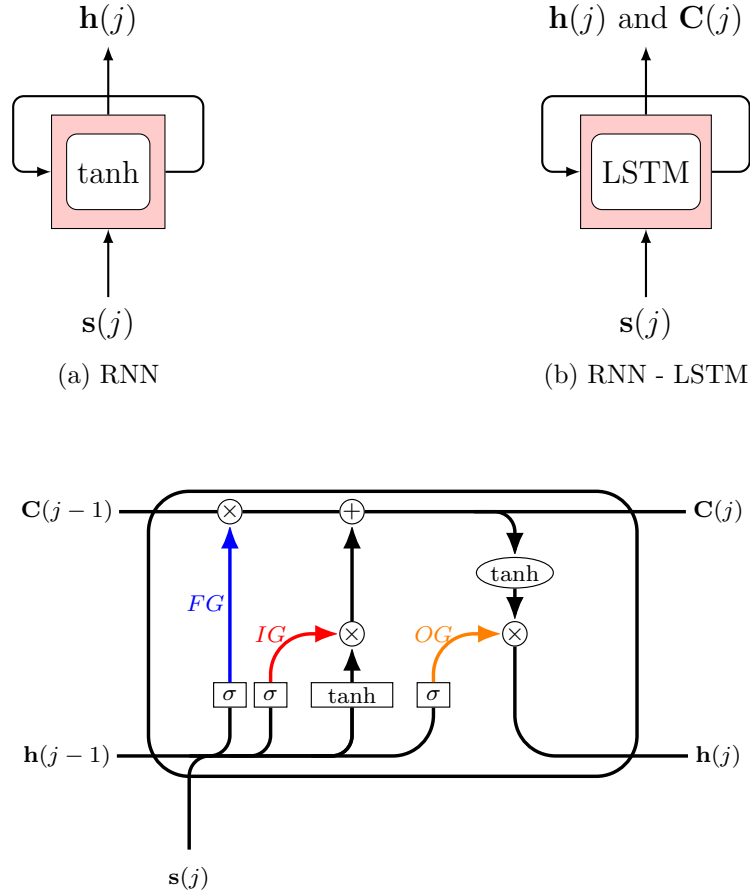 h(j)
h(j) and C(j)
tanh
LSTM
s(j)
s(j)
(a) RNN
(b) RNN - LSTM
C(j−1)
×
+
C(j)
tanh
FG
IG
×
OG
×
σ
σ
tanh
σ
h(j−1)
h(j)
s(j)